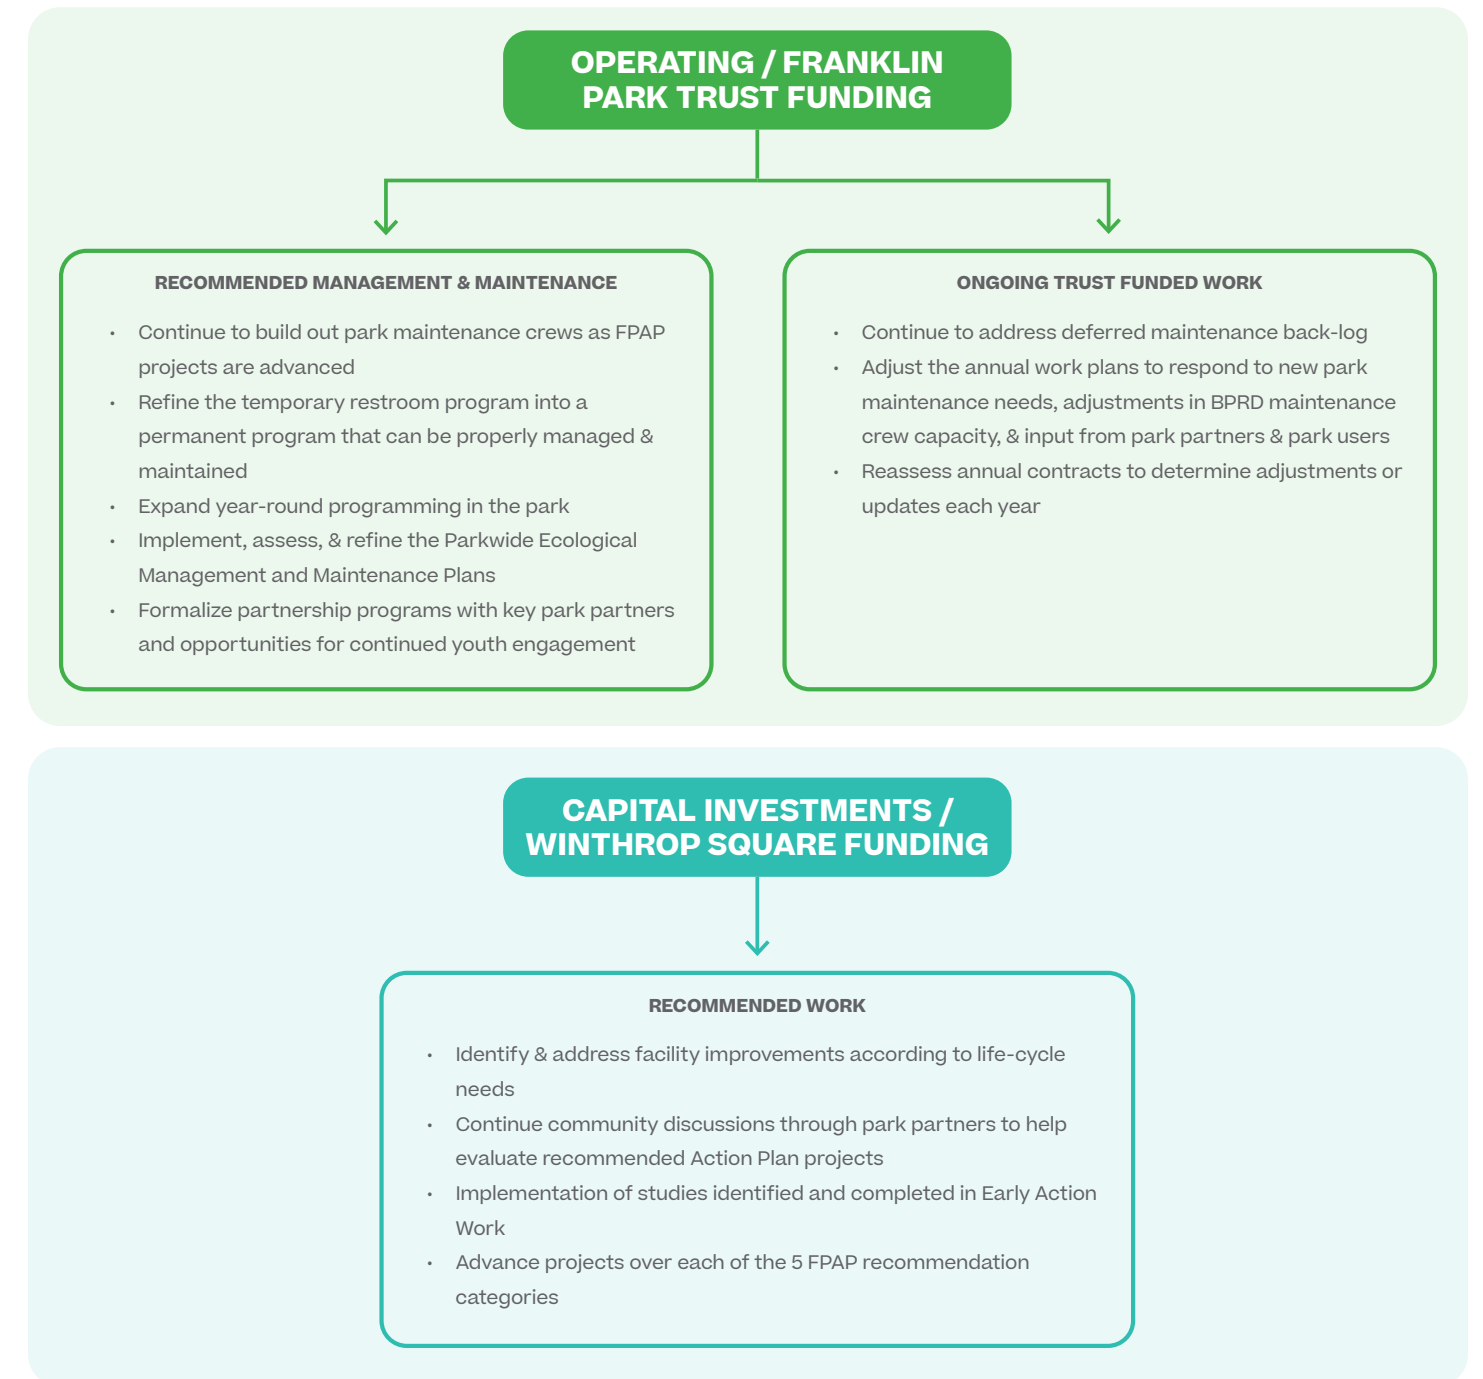 OPERATING / FRANKLIN
PARK TRUST FUNDING
RECOMMENDED MANAGEMENT & MAINTENANCE
• Continue to build out park maintenance crews as FPAP
projects are advanced
• Refine the temporary restroom program into a
permanent program that can be properly managed &
maintained
• Expand year-round programming in the park
• Implement, assess, & refine the Parkwide Ecological
Management and Maintenance Plans
• Formalize partnership programs with key park partners
and opportunities for continued youth engagement
ONGOING TRUST FUNDED WORK
• Continue to address deferred maintenance back-log
• Adjust the annual work plans to respond to new park
maintenance needs, adjustments in BPRD maintenance
crew capacity, & input from park partners & park users
• Reassess annual contracts to determine adjustments or
updates each year
CAPITAL INVESTMENTS /
WINTHROP SQUARE FUNDING
RECOMMENDED WORK
• Identify & address facility improvements according to life-cycle
needs
• Continue community discussions through park partners to help
evaluate recommended Action Plan projects
• Implementation of studies identified and completed in Early Action
Work
• Advance projects over each of the 5 FPAP recommendation
categories